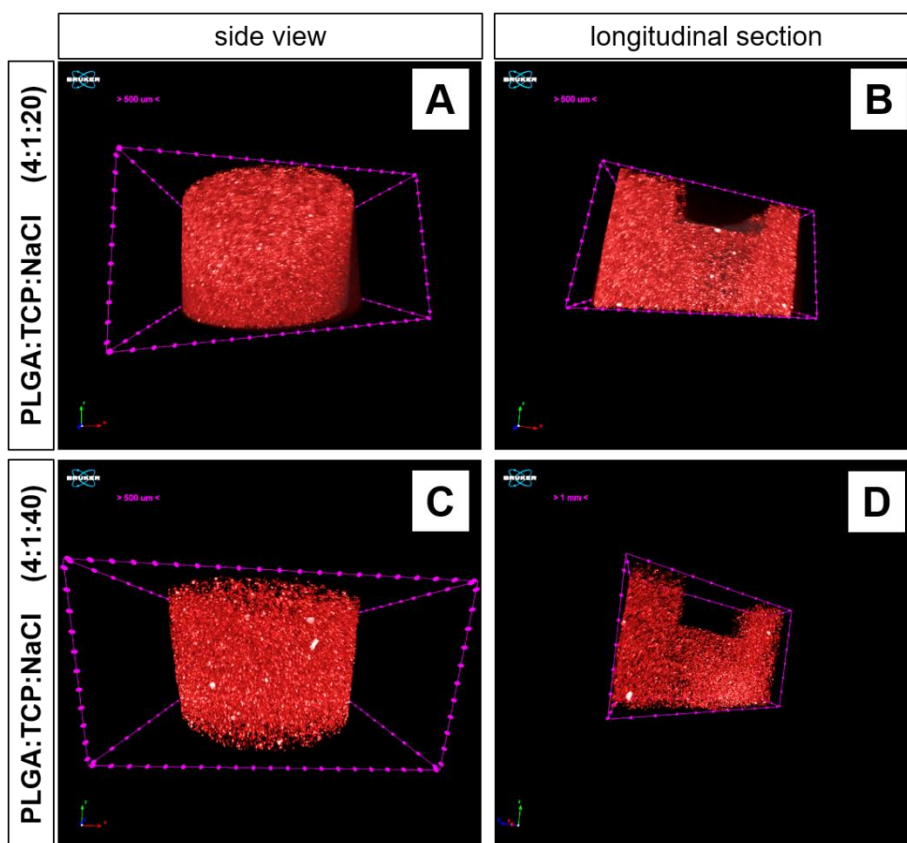 side view
longitudinal section
PLGA:TCP:NaCl (4:1:20)
BRUKER
> 500 um <
A
BRUKER
> 500 um <
B
PLGA:TCP:NaCl (4:1:40)
BRUKER
> 500 um <
C
BRUKER
> 1 mm <
D